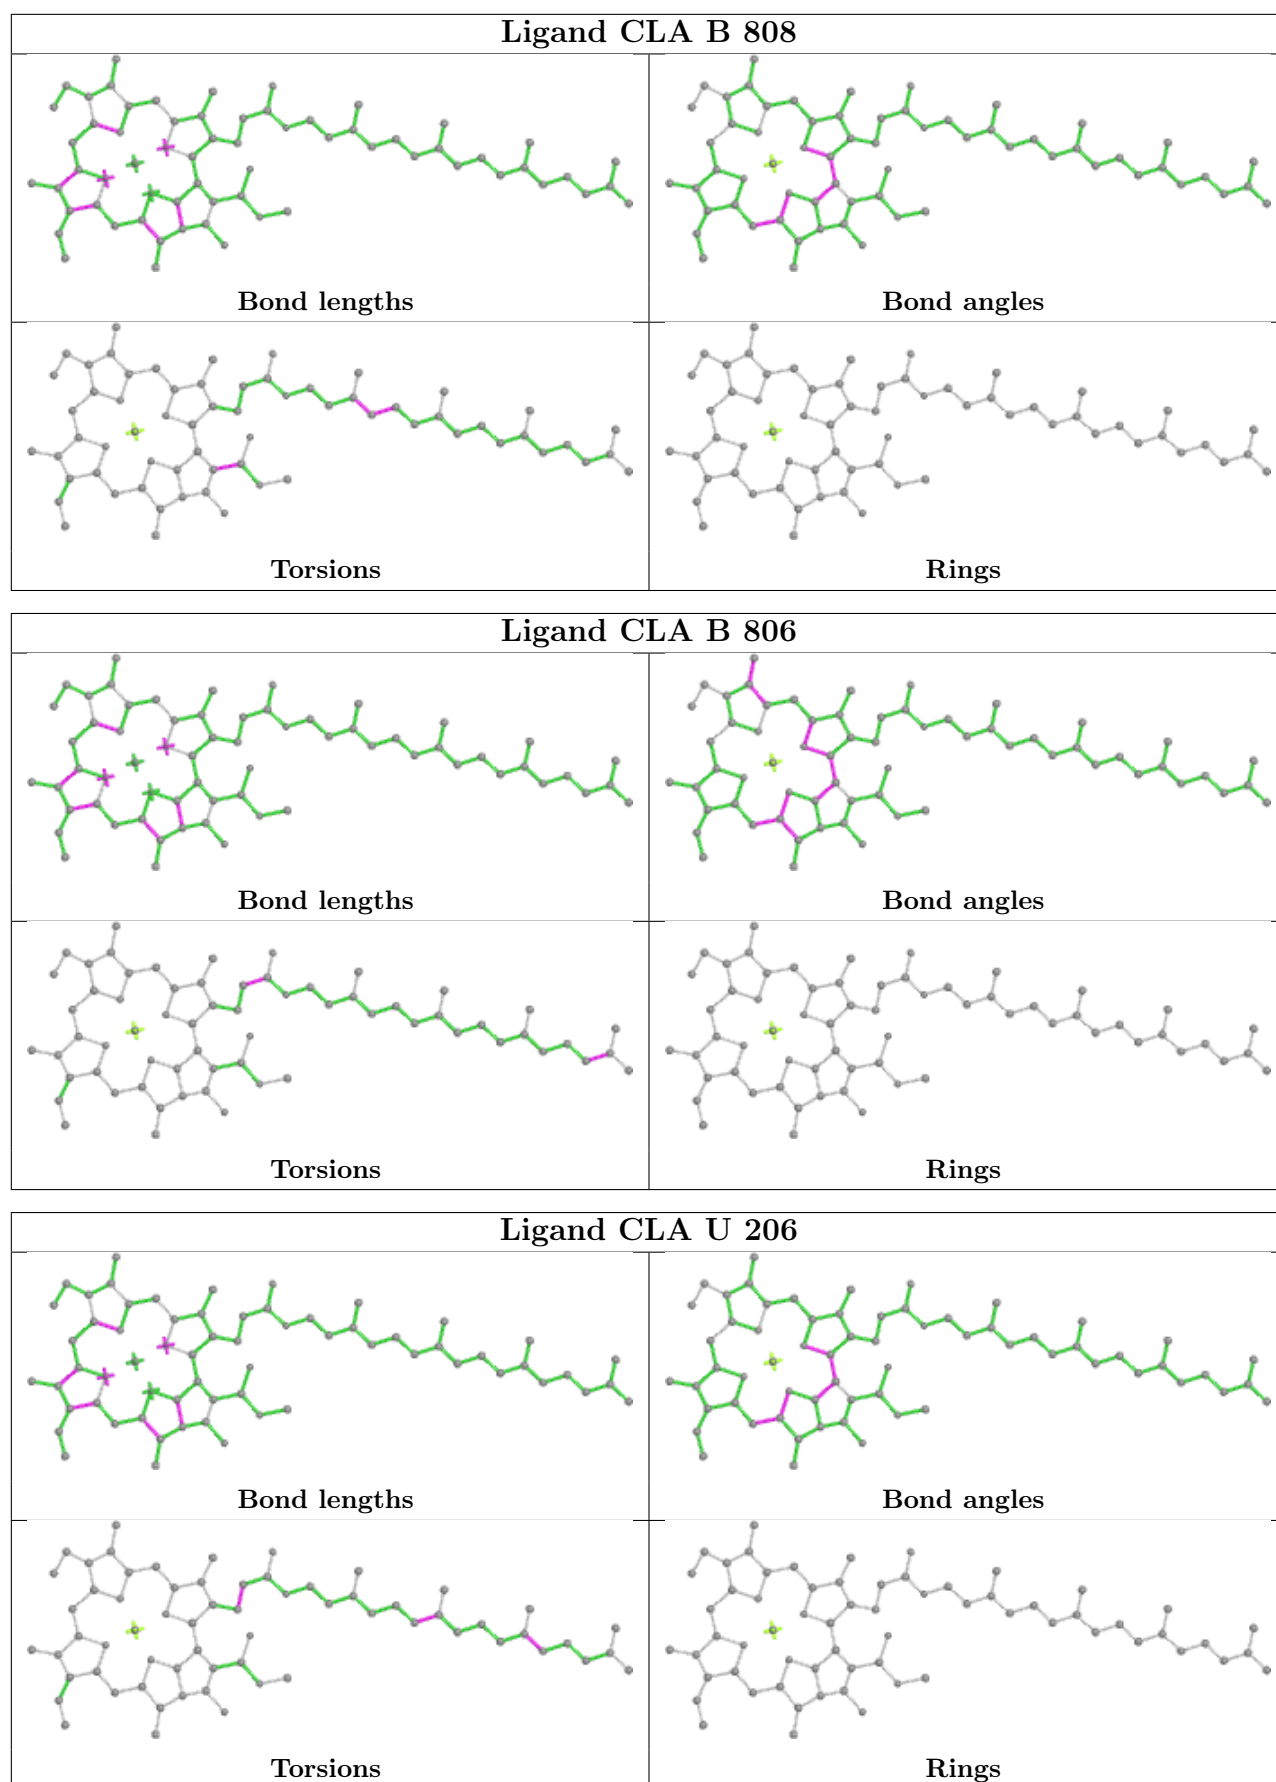 Ligand CLA B 808
Bond lengths
Bond angles
Torsions
Rings
Ligand CLA B 806
Bond lengths
Bond angles
Torsions
Rings
Ligand CLA U 206
Bond lengths
Bond angles
Torsions
Rings